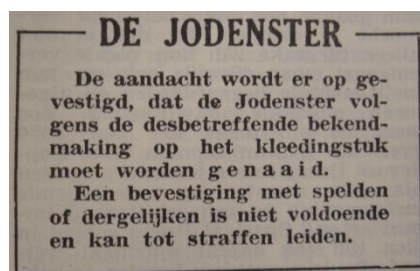 DE JODENSTER
De aandacht wordt er op ge-
vestigd, dat de Jodenster vol-
gens de desbetreffende bekend-
making op het kleedingstuk
moet worden genaaid.
Een bevestiging met spelden
of dergelijken is niet voldoende
en kan tot straffen leiden.